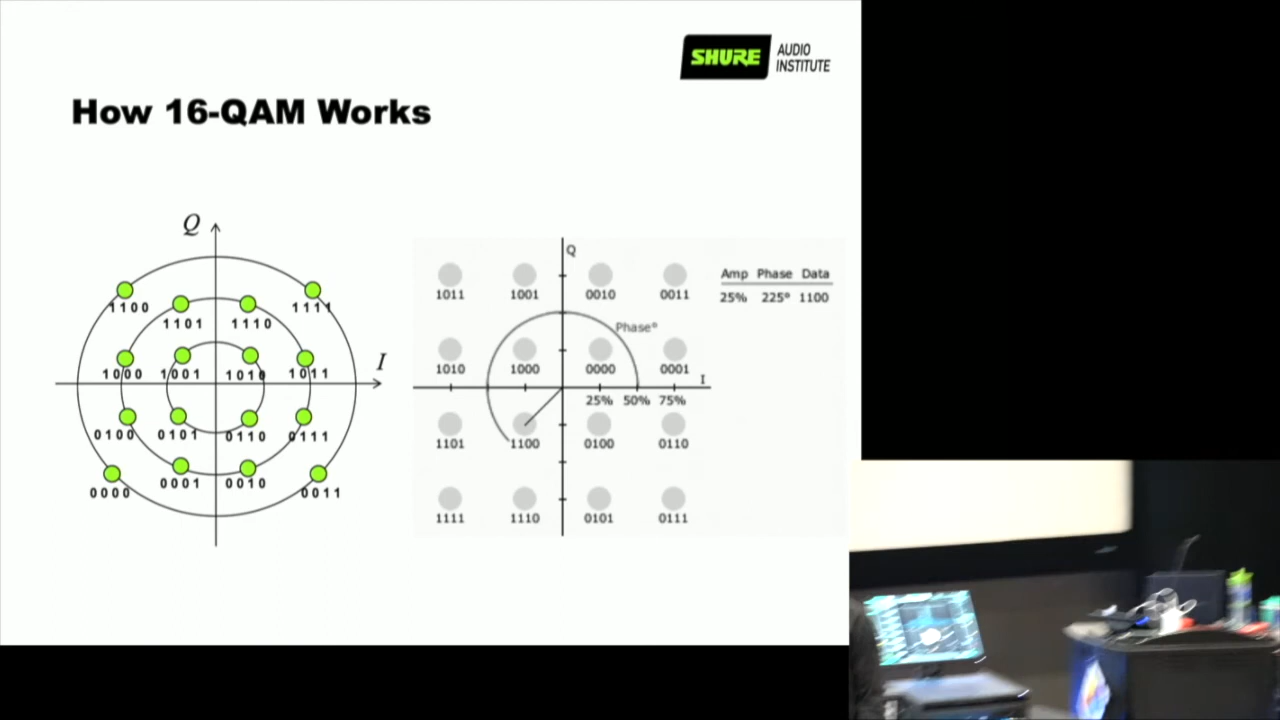 SHURE AUDIO INSTITUTE
How 16-QAM Works
Q
I
1100 1111
1101 1110
1000 1001 1010 1011
0100 0101 0110 0111
0001 0010
0000 0011
Q
I
1011 1001 0010 0011
Phase°
1010 1000 0000 0001
25% 50% 75%
1101 1100 0100 0110
1111 1110 0101 0111
Amp Phase Data
25% 225° 1100